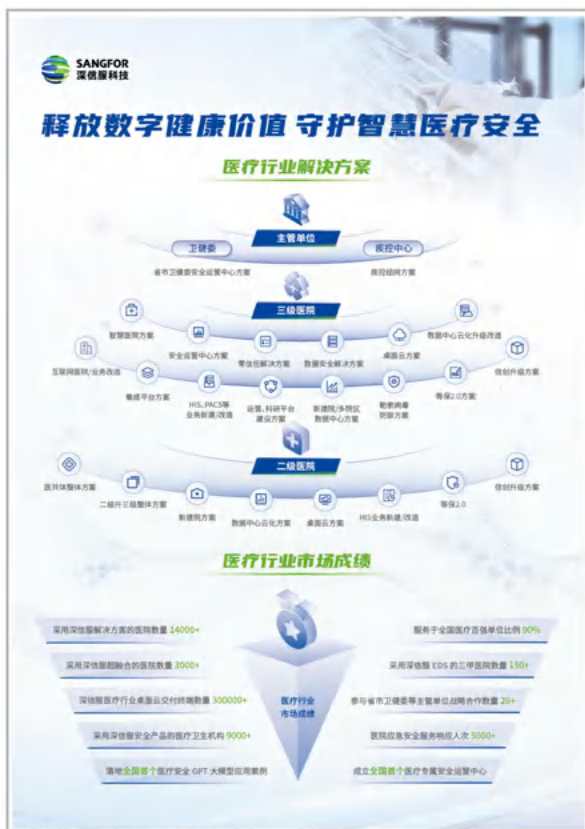 SANGFOR
深信服科技
释放数字健康价值 守护智慧医疗安全
医疗行业解决方案
主管单位
卫健委
疾控中心
省市卫健委安全运营中心方案
疾控组网方案
三级医院
智慧医院方案
安全运营中心方案
零信任解决方案
数据安全解决方案
桌面云方案
数据中心云化升级改造
互联网医院/业务改造
集成平台方案
HIS、PACS等
业务新建/改造
运营、科研平台
建设方案
新建院/多院区
数据中心方案
勒索病毒
防御方案
等保2.0方案
信创升级方案
二级医院
医共体整体方案
二级升三级整体方案
新建院方案
数据中心云化方案
桌面云方案
HIS业务新建/改造
等保2.0
信创升级方案
医疗行业市场成绩
采用深信服解决方案的医院数量 14000+
采用深信服超融合的医院数量 3000+
深信服医疗行业桌面云交付终端数量 300000+
采用深信服安全产品的医疗卫生机构 9000+
落地全国首个医疗安全 GPT 大模型应用案例
医疗行业
市场成绩
服务于全国医疗百强单位比例 90%
采用深信服 EDS 的三甲医院数量 150+
参与省市卫健委等主管单位战略合作数量 20+
医院应急安全服务响应人次 5000+
成立全国首个医疗专属安全运营中心